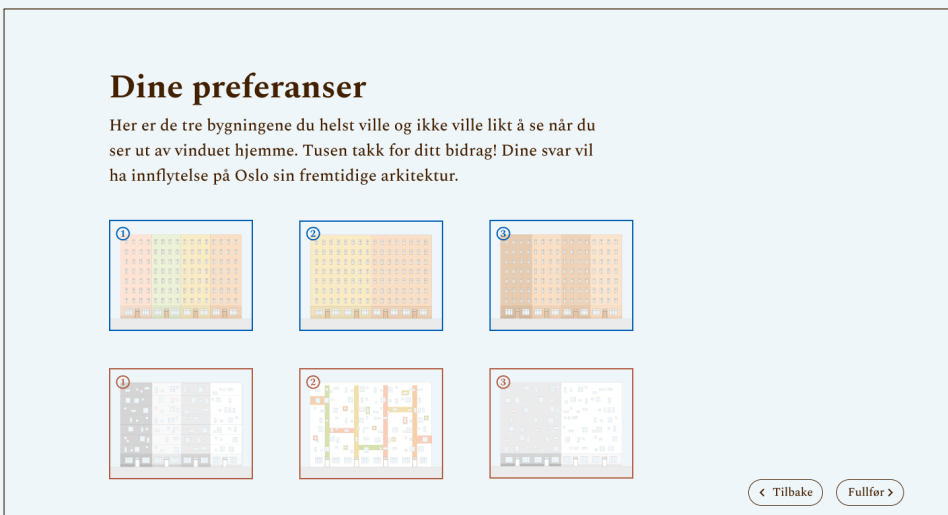 Dine preferanser
Her er de tre bygningene du helst ville og ikke ville likt å se når du
ser ut av vinduet hjemme. Tusen takk for ditt bidrag! Dine svar vil
ha innflytelse på Oslo sin fremtidige arkitektur.
1 2 3
1 2 3
< Tilbake Fullfør >